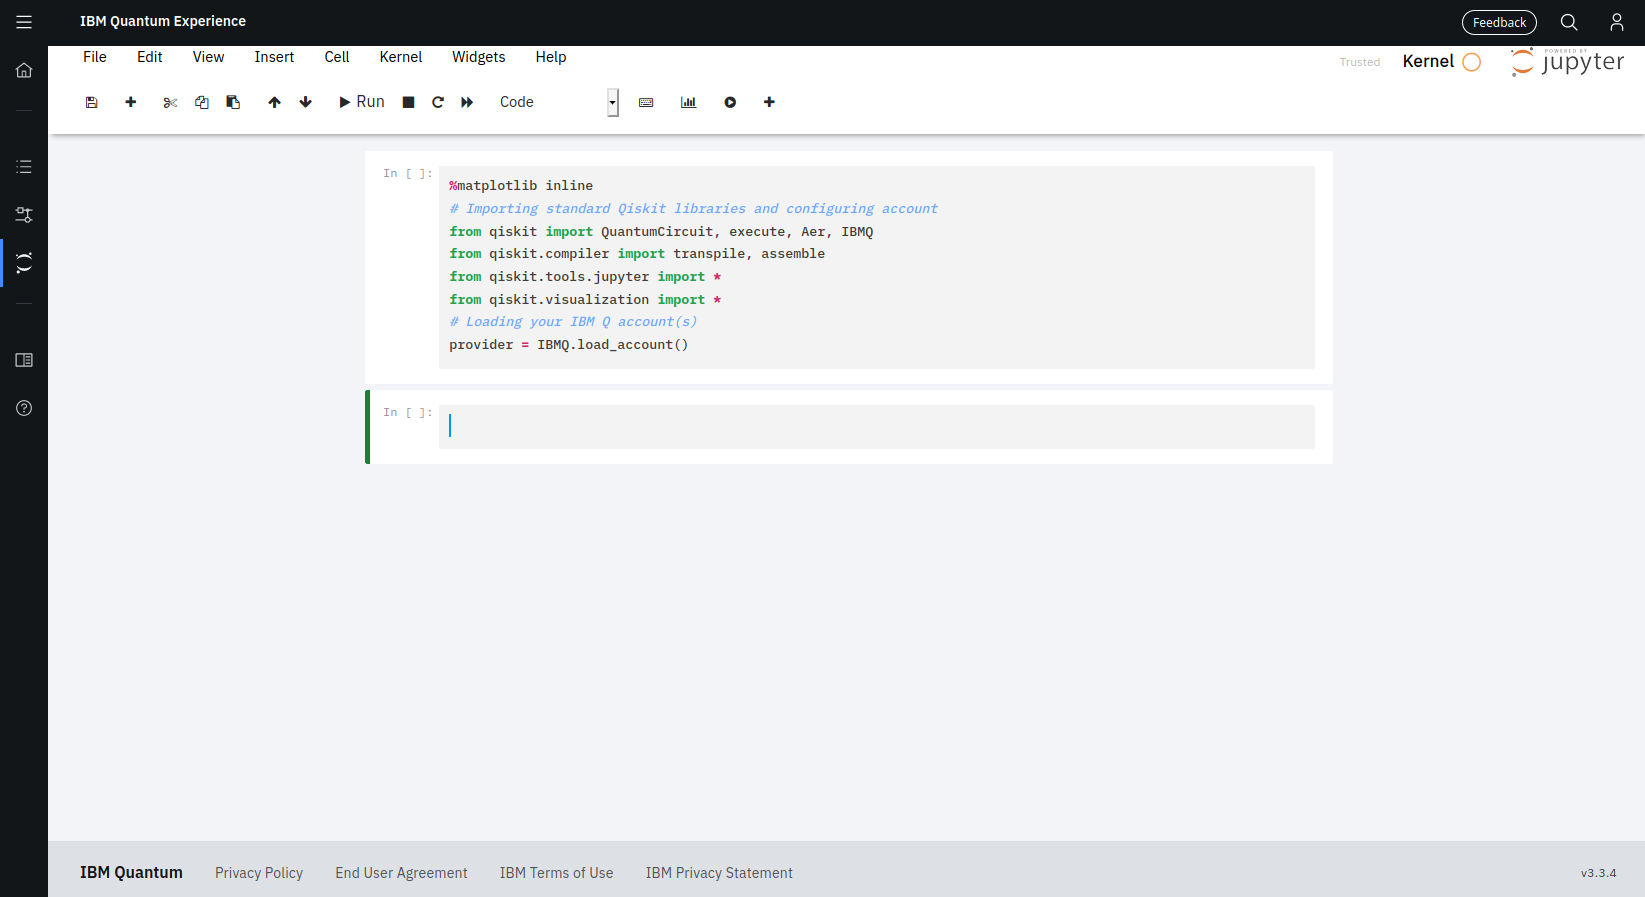 IBM Quantum Experience
Feedback
File Edit View Insert Cell Kernel Widgets Help
Trusted
Kernel
POWERED BY
jupyter
Run
Code
In [ ]:
%matplotlib inline
# Importing standard Qiskit libraries and configuring account
from qiskit import QuantumCircuit, execute, Aer, IBMQ
from qiskit.compiler import transpile, assemble
from qiskit.tools.jupyter import *
from qiskit.visualization import *
# Loading your IBM Q account(s)
provider = IBMQ.load_account()
In [ ]:
IBM Quantum Privacy Policy End User Agreement IBM Terms of Use IBM Privacy Statement v3.3.4